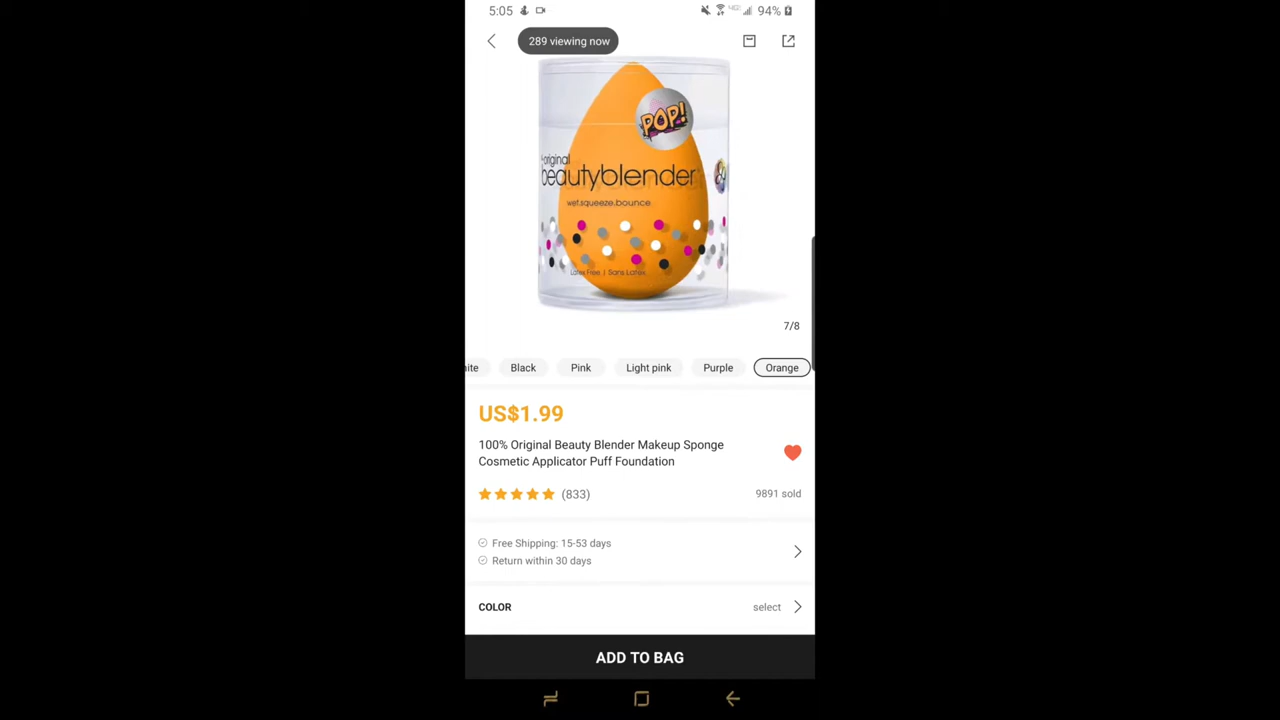 5:05
94%
289 viewing now
POP!
original
beautyblender
wet.squeeze.bounce
Latex Free | Sans Latex
7/8
ite
Black
Pink
Light pink
Purple
Orange
US$1.99
100% Original Beauty Blender Makeup Sponge
Cosmetic Applicator Puff Foundation
(833)
9891 sold
Free Shipping: 15-53 days
Return within 30 days
COLOR
select
ADD TO BAG